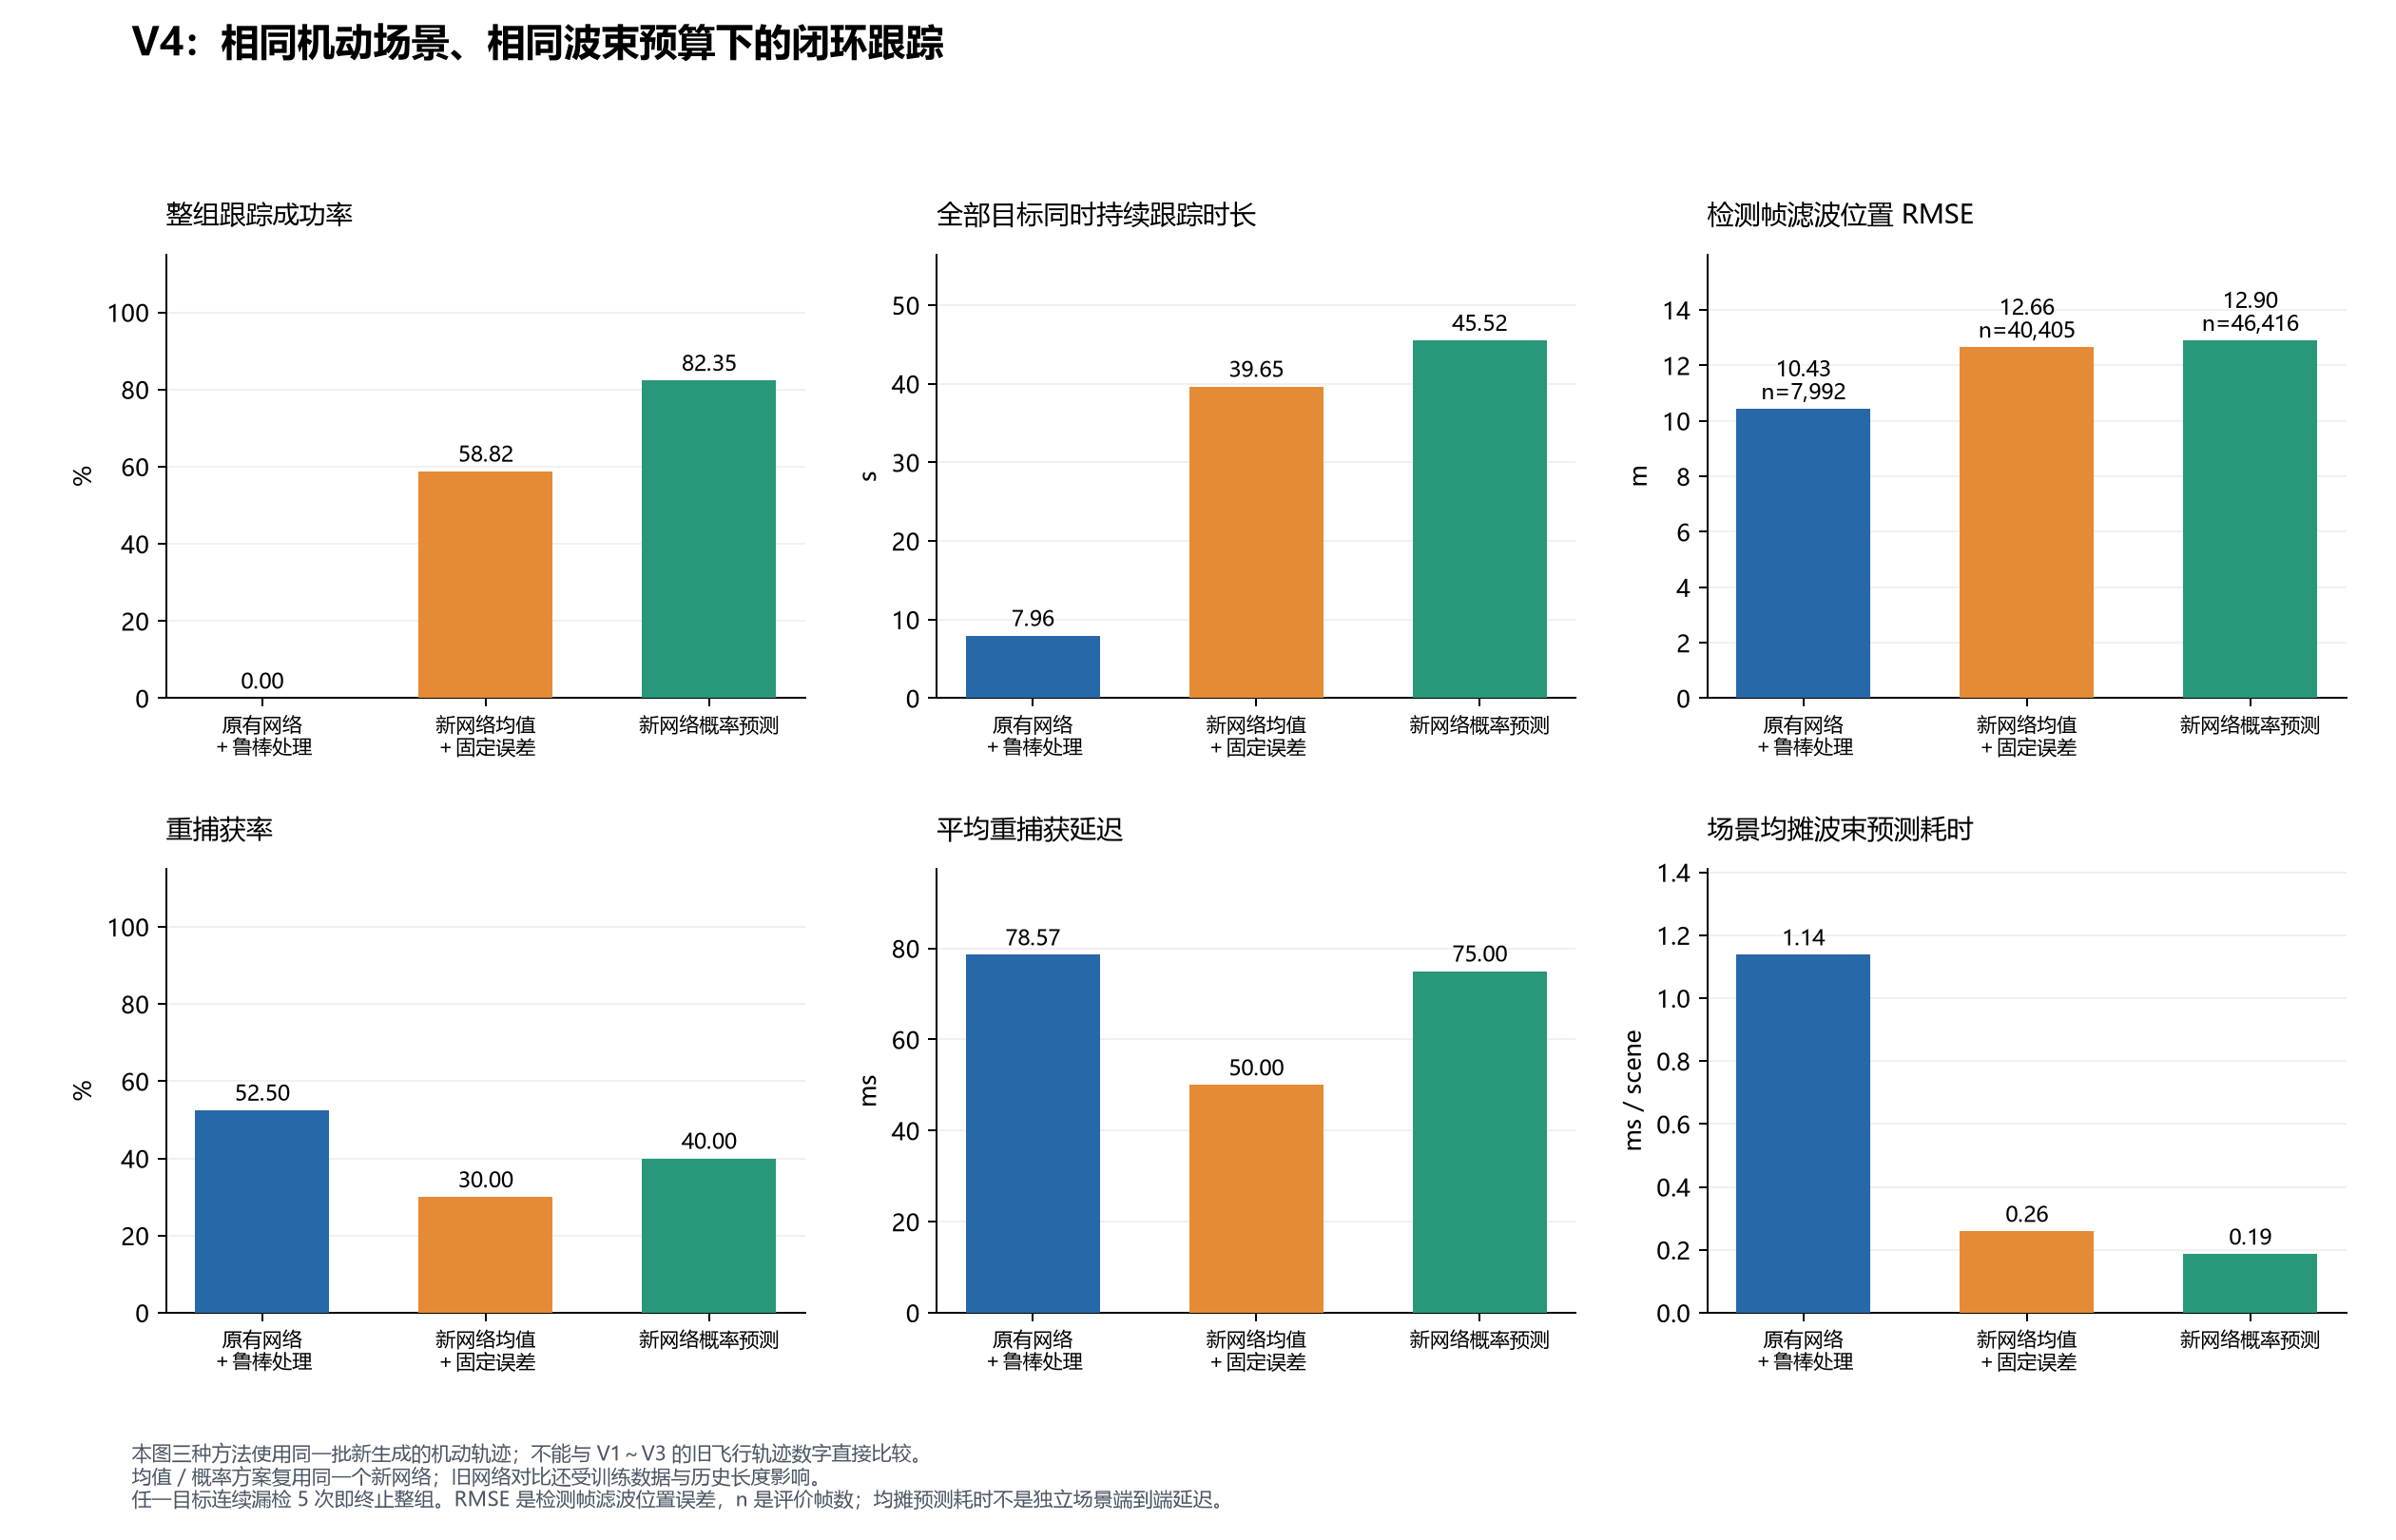 V4：相同机动场景、相同波束预算下的闭环跟踪
整组跟踪成功率
%
100
80
60
40
20
0
0.00
58.82
82.35
原有网络
+ 鲁棒处理
新网络均值
+ 固定误差
新网络概率预测
全部目标同时持续跟踪时长
s
50
40
30
20
10
0
7.96
39.65
45.52
原有网络
+ 鲁棒处理
新网络均值
+ 固定误差
新网络概率预测
检测帧滤波位置 RMSE
m
14
12
10
8
6
4
2
0
10.43
n=7,992
12.66
n=40,405
12.90
n=46,416
原有网络
+ 鲁棒处理
新网络均值
+ 固定误差
新网络概率预测
重捕获率
%
100
80
60
40
20
0
52.50
30.00
40.00
原有网络
+ 鲁棒处理
新网络均值
+ 固定误差
新网络概率预测
平均重捕获延迟
ms
80
60
40
20
0
78.57
50.00
75.00
原有网络
+ 鲁棒处理
新网络均值
+ 固定误差
新网络概率预测
场景均摊波束预测耗时
ms / scene
1.4
1.2
1.0
0.8
0.6
0.4
0.2
0.0
1.14
0.26
0.19
原有网络
+ 鲁棒处理
新网络均值
+ 固定误差
新网络概率预测
本图三种方法使用同一批新生成的机动轨迹；不能与 V1～V3 的旧飞行轨迹数字直接比较。
均值 / 概率方案复用同一个新网络；旧网络对比还受训练数据与历史长度影响。
任一目标连续漏检 5 次即终止整组。RMSE 是检测帧滤波位置误差，n 是评价帧数；均摊预测耗时不是独立场景端到端延迟。